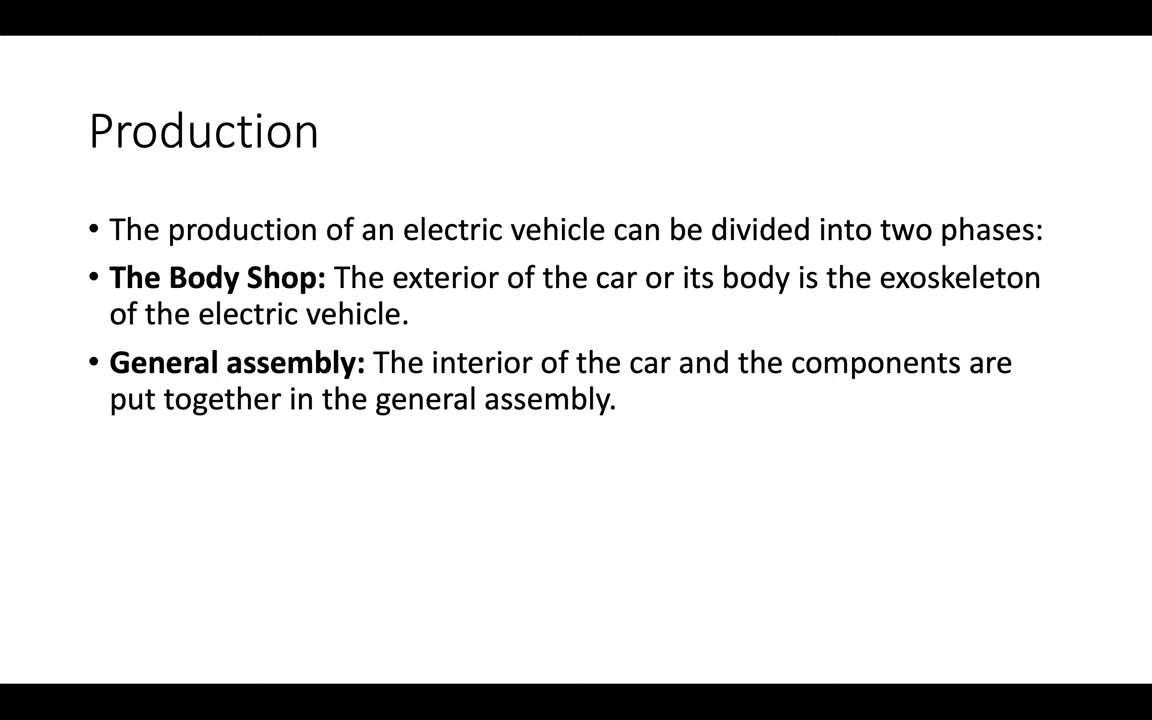 Production
• The production of an electric vehicle can be divided into two phases:
• The Body Shop: The exterior of the car or its body is the exoskeleton
of the electric vehicle.
• General assembly: The interior of the car and the components are
put together in the general assembly.